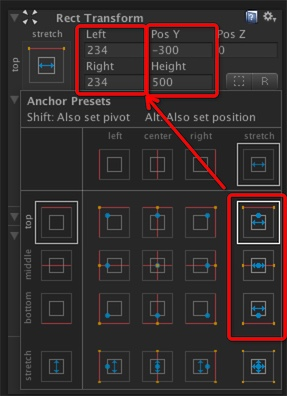 Rect Transform
stretch
Left
Pos Y
Pos Z
top
234
-300
0
Right
Height
234
500
R
Anchor Presets
Shift: Also set pivot
Alt: Also set position
left
center
right
stretch
top
middle
bottom
stretch